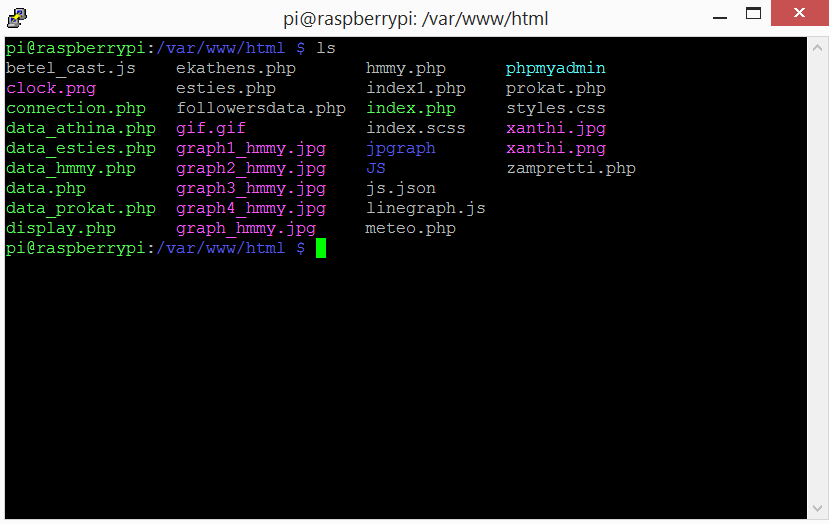 pi@raspberrypi: /var/www/html
pi@raspberrypi:/var/www/html $ ls
betel_cast.js ekathens.php hmmy.php phpmyadmin
clock.png esties.php index1.php prokat.php
connection.php followersdata.php index.php styles.css
data_athina.php gif.gif index.scss xanthi.jpg
data_esties.php graph1_hmmy.jpg jpgraph xanthi.png
data_hmmy.php graph2_hmmy.jpg JS zampretti.php
data.php graph3_hmmy.jpg js.json
data_prokat.php graph4_hmmy.jpg linegraph.js
display.php graph_hmmy.jpg meteo.php
pi@raspberrypi:/var/www/html $